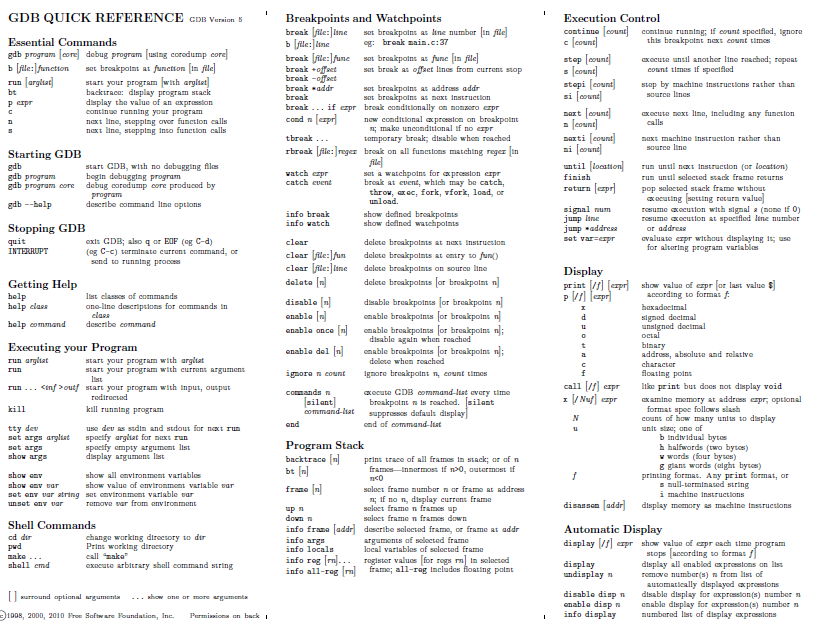 GDB QUICK REFERENCE GDB Version 5
Essential Commands
gdb program [core] debug program [using coredump core]
b [file:]function set breakpoint at function [in file]
run [arglist] start your program [with arglist]
bt backtrace: display program stack
p expr display the value of an expression
c continue running your program
n next line, stepping over function calls
s next line, stepping into function calls
Starting GDB
gdb start GDB, with no debugging files
gdb program begin debugging program
gdb program core debug coredump core produced by
program
gdb --help describe command line options
Stopping GDB
quit exit GDB; also q or EOF (eg C-d)
INTERRUPT (eg C-c) terminate current command, or
send to running process
Getting Help
help list classes of commands
help class one-line descriptions for commands in
class
help command describe command
Executing your Program
run arglist start your program with arglist
run start your program with current argument
list
run ... <inf >outf start your program with input, output
redirected
kill kill running program
tty dev use dev as stdin and stdout for next run
set args arglist specify arglist for next run
set args specify empty argument list
show args display argument list
show env show all environment variables
show env var show value of environment variable var
set env var string set environment variable var
unset env var remove var from environment
Shell Commands
cd dir change working directory to dir
pwd Print working directory
make ... call "make"
shell cmd execute arbitrary shell command string
[ ] surround optional arguments ... show one or more arguments
©1998, 2000, 2010 Free Software Foundation, Inc. Permissions on back
Breakpoints and Watchpoints
break [file:]line set breakpoint at line number [in file]
b [file:]line eg: break main.c:37
break [file:]func set breakpoint at func [in file]
break +offset set break at offset lines from current stop
break -offset
break *addr set breakpoint at address addr
break set breakpoint at next instruction
break ... if expr break conditionally on nonzero expr
cond n [expr] new conditional expression on breakpoint
n; make unconditional if no expr
tbreak ... temporary break; disable when reached
rbreak [file:]regex break on all functions matching regex [in
file]
watch expr set a watchpoint for expression expr
catch event break at event, which may be catch,
throw, exec, fork, vfork, load, or
unload.
info break show defined breakpoints
info watch show defined watchpoints
clear delete breakpoints at next instruction
clear [file:]fun delete breakpoints at entry to fun()
clear [file:]line delete breakpoints on source line
delete [n] delete breakpoints [or breakpoint n]
disable [n] disable breakpoints [or breakpoint n]
enable [n] enable breakpoints [or breakpoint n]
enable once [n] enable breakpoints [or breakpoint n];
disable again when reached
enable del [n] enable breakpoints [or breakpoint n];
delete when reached
ignore n count ignore breakpoint n, count times
commands n execute GDB command-list every time
[silent] breakpoint n is reached. [silent
command-list suppresses default display]
end end of command-list
Program Stack
backtrace [n] print trace of all frames in stack; or of n
bt [n] frames—innermost if n>0, outermost if
n<0
frame [n] select frame number n or frame at address
n; if no n, display current frame
up n select frame n frames up
down n select frame n frames down
info frame [addr] describe selected frame, or frame at addr
info args arguments of selected frame
info locals local variables of selected frame
info reg [rn]... register values [for regs rn] in selected
info all-reg [rn] frame; all-reg includes floating point
Execution Control
continue [count] continue running; if count specified, ignore
c [count] this breakpoint next count times
step [count] execute until another line reached; repeat
s [count] count times if specified
stepi [count] step by machine instructions rather than
si [count] source lines
next [count] execute next line, including any function
n [count] calls
nexti [count] next machine instruction rather than
ni [count] source line
until [location] run until next instruction (or location)
finish run until selected stack frame returns
return [expr] pop selected stack frame without
executing [setting return value]
signal num resume execution with signal s (none if 0)
jump line resume execution at specified line number
jump *address or address
set var=expr evaluate expr without displaying it; use
for altering program variables
Display
print [/f] [expr] show value of expr [or last value $]
p [/f] [expr] according to format f:
x hexadecimal
d signed decimal
u unsigned decimal
o octal
t binary
a address, absolute and relative
c character
f floating point
call [/f] expr like print but does not display void
x [/Nuf] expr examine memory at address expr; optional
format spec follows slash
N count of how many units to display
u unit size; one of
b individual bytes
h halfwords (two bytes)
w words (four bytes)
g giant words (eight bytes)
f printing format. Any print format, or
s null-terminated string
i machine instructions
disassem [addr] display memory as machine instructions
Automatic Display
display [/f] expr show value of expr each time program
stops [according to format f]
display display all enabled expressions on list
undisplay n remove number(s) n from list of
automatically displayed expressions
disable disp n disable display for expression(s) number n
enable disp n enable display for expression(s) number n
info display numbered list of display expressions